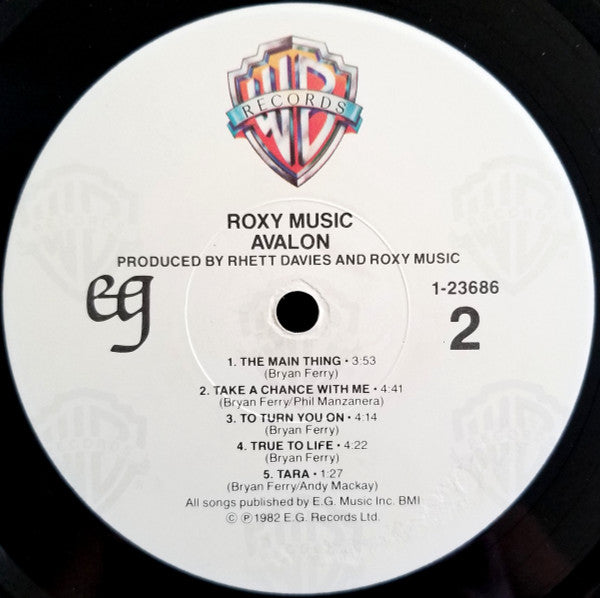 W B
RECORDS
ROXY MUSIC
AVALON
PRODUCED BY RHETT DAVIES AND ROXY MUSIC
eg
1-23686
2
1. THE MAIN THING • 3:53
(Bryan Ferry)
2. TAKE A CHANCE WITH ME • 4:41
(Bryan Ferry/Phil Manzanera)
3. TO TURN YOU ON • 4:14
(Bryan Ferry)
4. TRUE TO LIFE • 4:22
(Bryan Ferry)
5. TARA • 1:27
(Bryan Ferry/Andy Mackay)
All songs published by E.G. Music Inc. BMI
© ℗ 1982 E.G. Records Ltd.